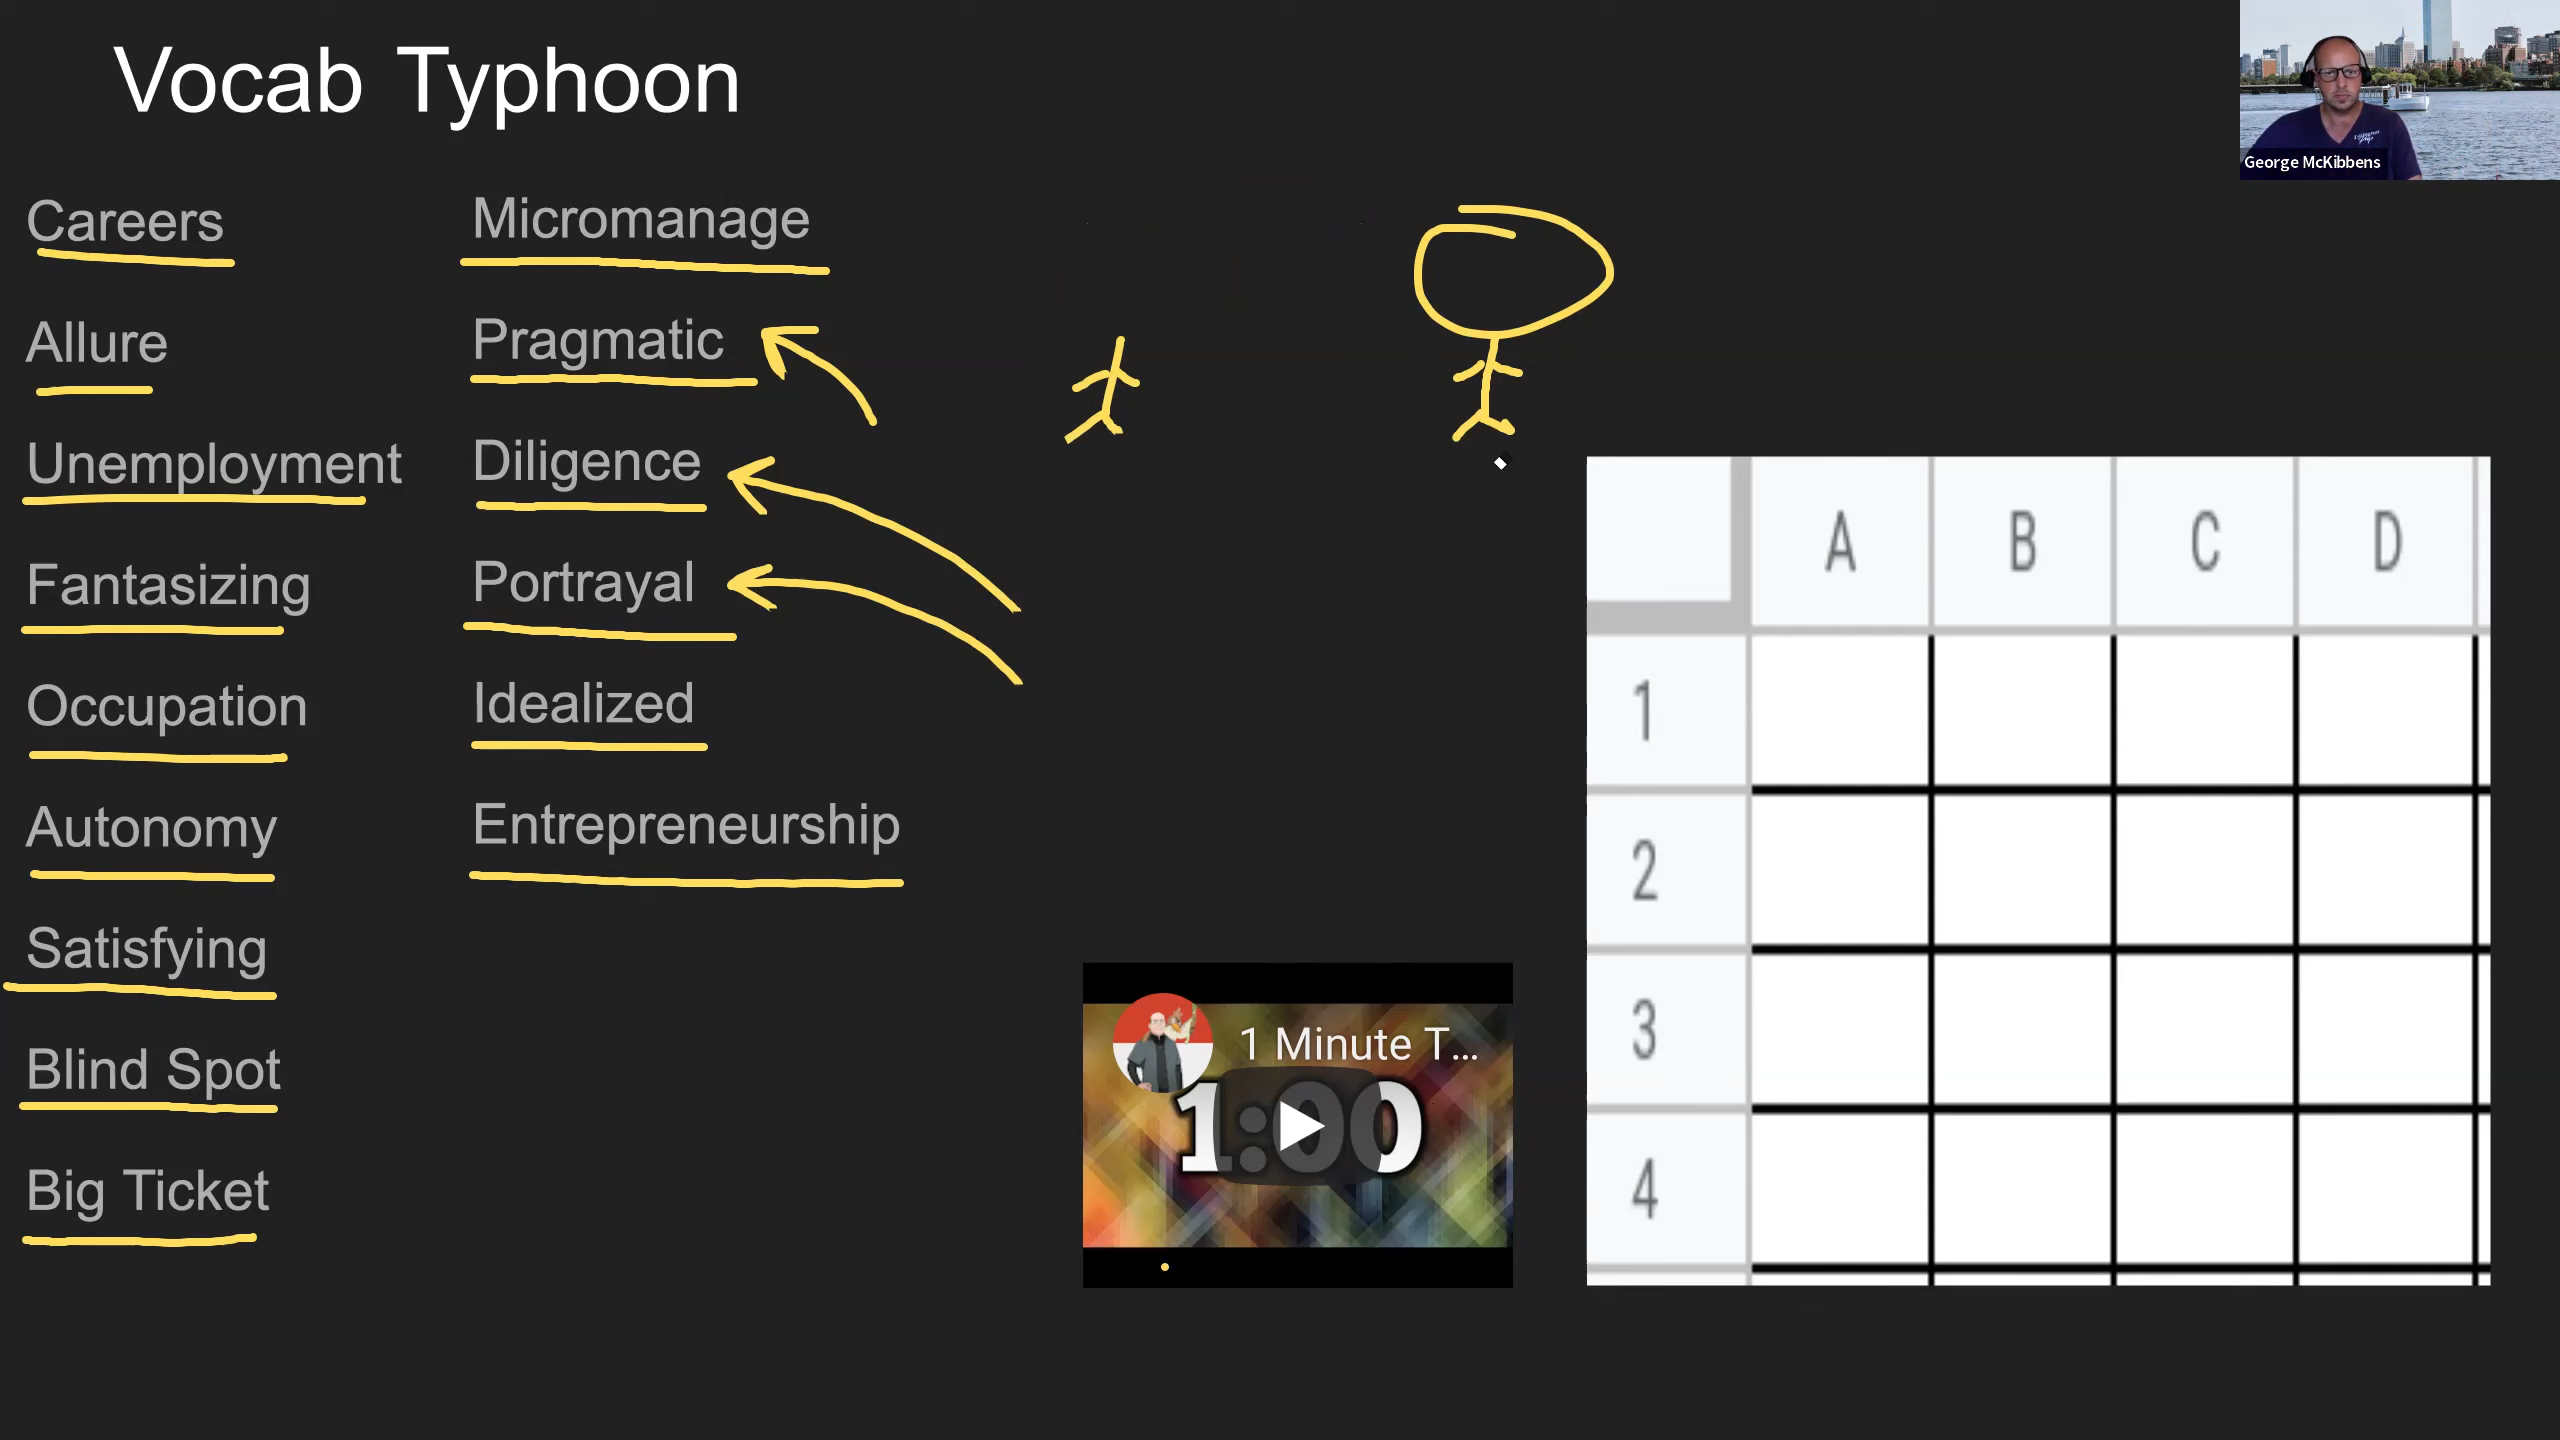 Vocab Typhoon
George McKibbens
Careers
Allure
Unemployment
Fantasizing
Occupation
Autonomy
Satisfying
Blind Spot
Big Ticket
Micromanage
Pragmatic
Diligence
Portrayal
Idealized
Entrepreneurship
1 Minute T...
1:00
A B C D
1
2
3
4